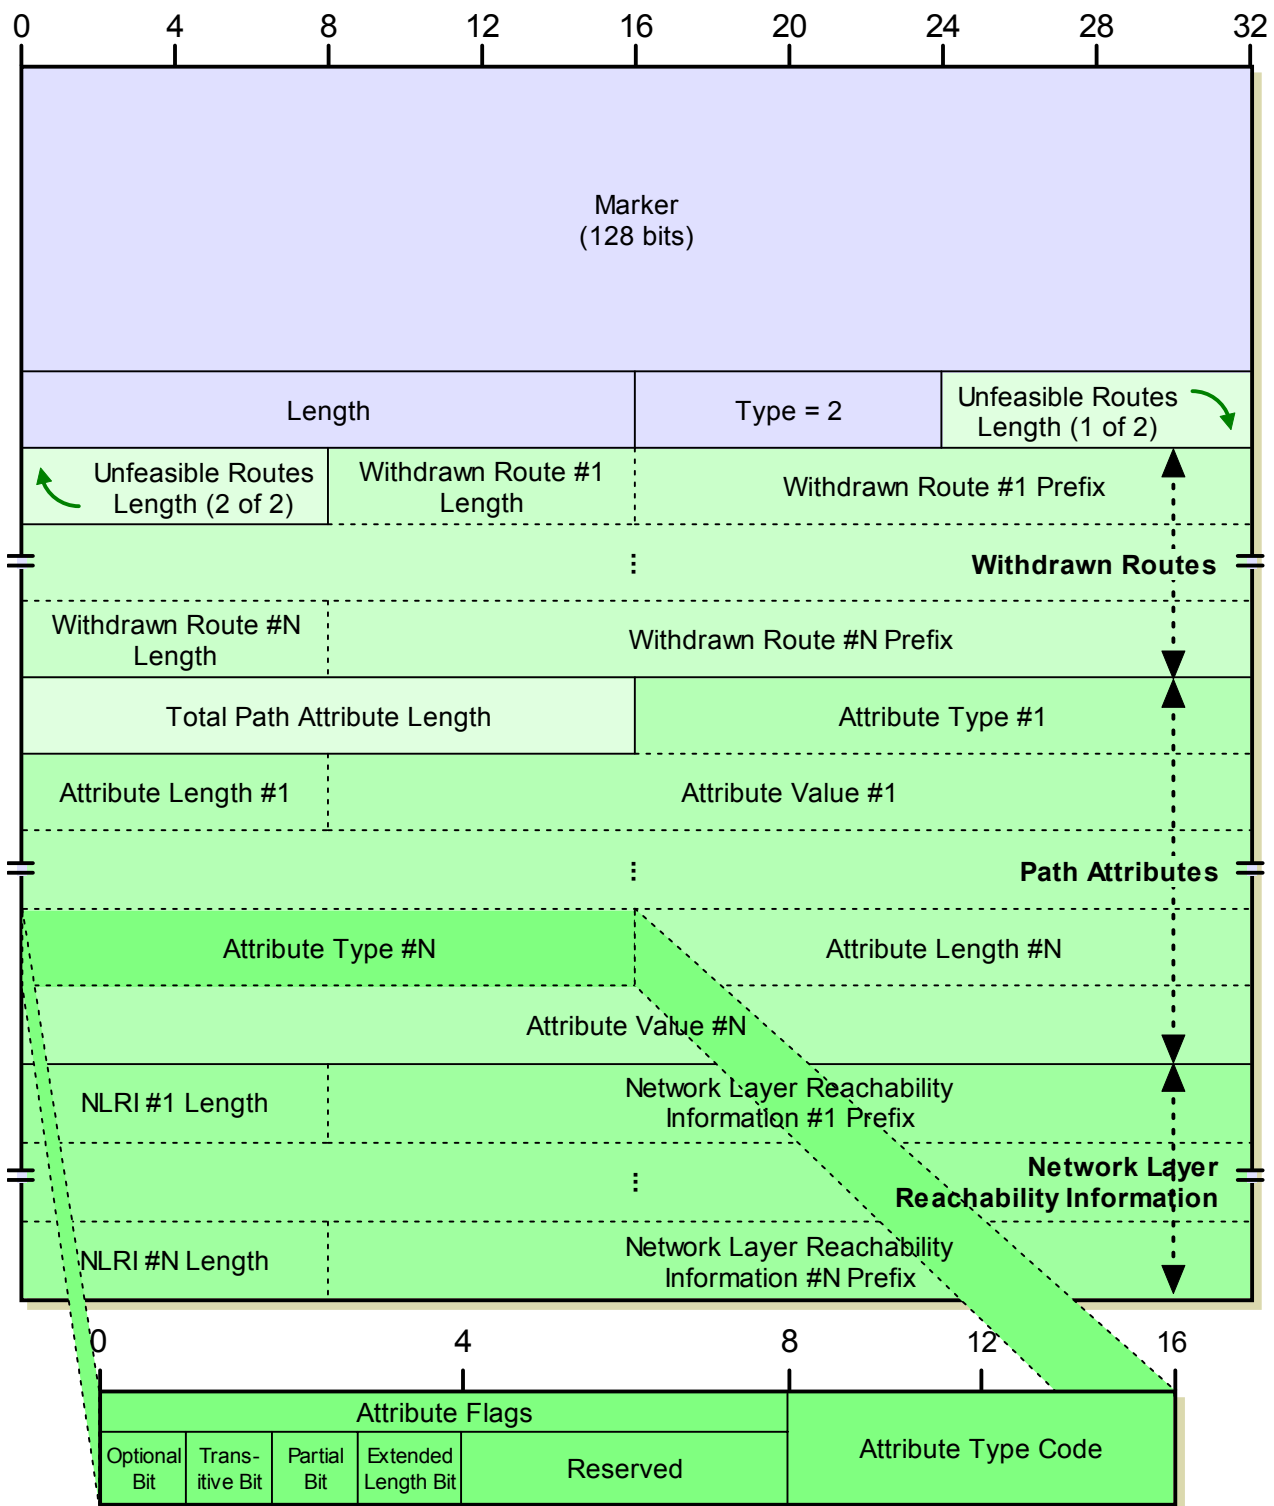 0 4 8 12 16 20 24 28 32
Marker
(128 bits)
Length
Type = 2
Unfeasible Routes
Length (1 of 2)
Unfeasible Routes
Length (2 of 2)
Withdrawn Route #1
Length
Withdrawn Route #1 Prefix
⋮
Withdrawn Routes
Withdrawn Route #N
Length
Withdrawn Route #N Prefix
Total Path Attribute Length
Attribute Type #1
Attribute Length #1
Attribute Value #1
⋮
Path Attributes
Attribute Type #N
Attribute Length #N
Attribute Value #N
NLRI #1 Length
Network Layer Reachability
Information #1 Prefix
⋮
Network Layer
Reachability Information
NLRI #N Length
Network Layer Reachability
Information #N Prefix
0 4 8 12 16
Attribute Flags
Optional
Bit
Trans-
itive Bit
Partial
Bit
Extended
Length Bit
Reserved
Attribute Type Code